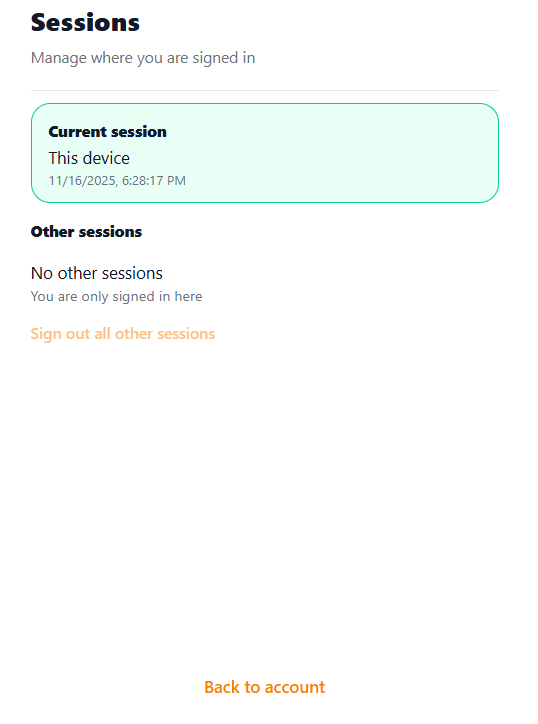 Sessions
Manage where you are signed in
Current session
This device
11/16/2025, 6:28:17 PM
Other sessions
No other sessions
You are only signed in here
Sign out all other sessions
Back to account